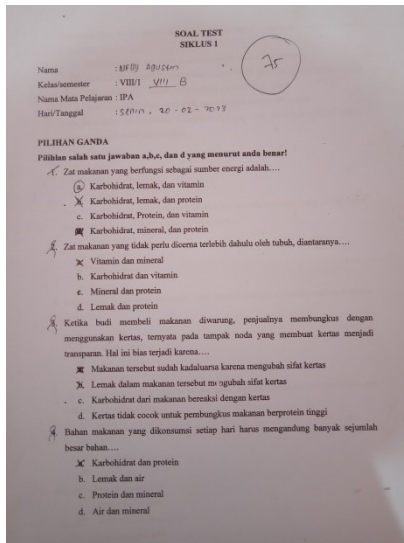 SOAL TEST
SIKLUS 1
75
Nama : Agustin
Kelas/semester : VIII/1 VIII B
Nama Mata Pelajaran : IPA
Hari/Tanggal : Senin, 20-02-2023
PILIHAN GANDA
Pilihlan salah satu jawaban a,b,c, dan d yang menurut anda benar!
1. Zat makanan yang berfungsi sebagai sumber energi adalah….
a. Karbohidrat, lemak, dan vitamin
b. Karbohidrat, lemak, dan protein
c. Karbohidrat, Protein, dan vitamin
d. Karbohidrat, mineral, dan protein
2. Zat makanan yang tidak perlu dicerna terlebih dahulu oleh tubuh, diantaranya….
a. Vitamin dan mineral
b. Karbohidrat dan vitamin
c. Mineral dan protein
d. Lemak dan protein
3. Ketika budi membeli makanan diwarung, penjualnya membungkus dengan
menggunakan kertas, ternyata pada tampak noda yang membuat kertas menjadi
transparan. Hal ini bias terjadi karena….
a. Makanan tersebut sudah kadaluarsa karena mengubah sifat kertas
b. Lemak dalam makanan tersebut mengubah sifat kertas
c. Karbohidrat dari makanan bereaksi dengan kertas
d. Kertas tidak cocok untuk pembungkus makanan berprotein tinggi
4. Bahan makanan yang dikonsumsi setiap hari harus mengandung banyak sejumlah
besar bahan….
a. Karbohidrat dan protein
b. Lemak dan air
c. Protein dan mineral
d. Air dan mineral